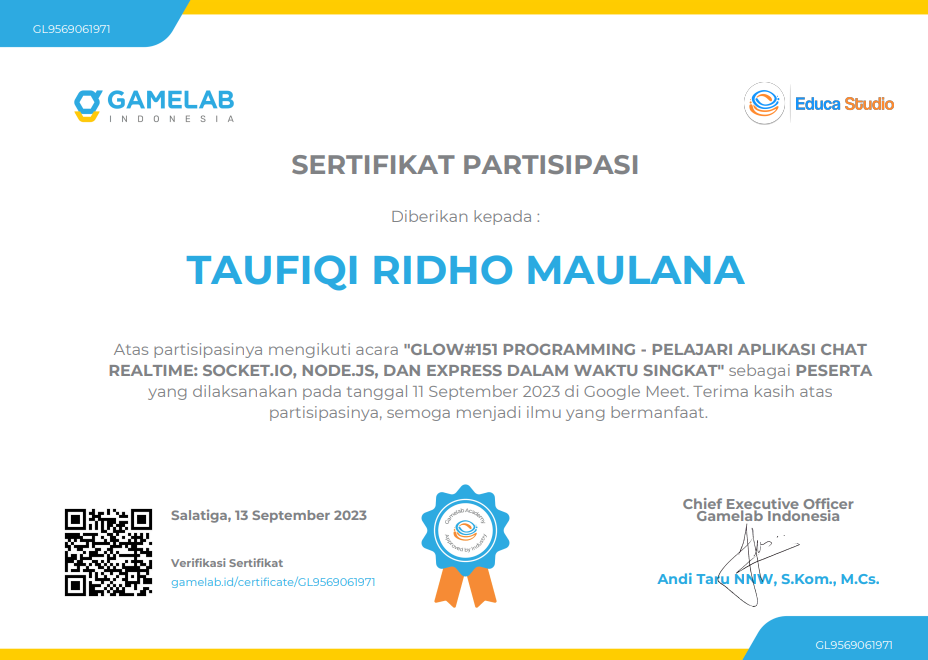 GL9569061971
GAMELAB
INDONESIA
Educa Studio
SERTIFIKAT PARTISIPASI
Diberikan kepada :
TAUFIQI RIDHO MAULANA
Atas partisipasinya mengikuti acara "GLOW#151 PROGRAMMING - PELAJARI APLIKASI CHAT
REALTIME: SOCKET.IO, NODE.JS, DAN EXPRESS DALAM WAKTU SINGKAT" sebagai PESERTA
yang dilaksanakan pada tanggal 11 September 2023 di Google Meet. Terima kasih atas
partisipasinya, semoga menjadi ilmu yang bermanfaat.
Salatiga, 13 September 2023
Verifikasi Sertifikat
gamelab.id/certificate/GL9569061971
Gamelab Academy
Approved by Industry
Chief Executive Officer
Gamelab Indonesia
Andi Taru NNW, S.Kom., M.Cs.
GL9569061971